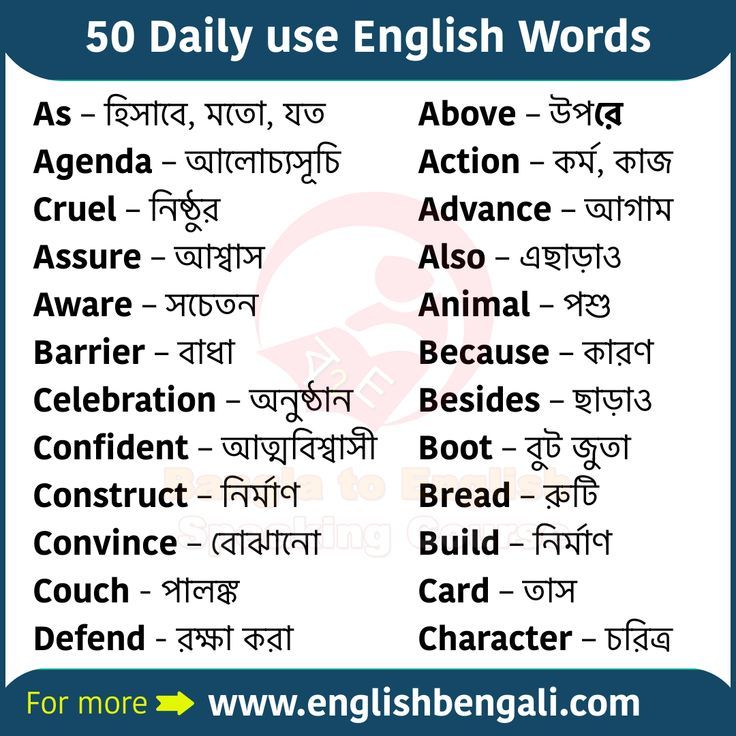 50 Daily use English Words
As – হিসাবে, মতো, যত
Agenda – আলোচ্যসূচি
Cruel – নিষ্ঠুর
Assure – আশ্বাস
Aware – সচেতন
Barrier – বাধা
Celebration – অনুষ্ঠান
Confident – আত্মবিশ্বাসী
Construct – নির্মাণ
Convince – বোঝানো
Couch - পালঙ্ক
Defend - রক্ষা করা
Above – উপরে
Action – কর্ম, কাজ
Advance – আগাম
Also – এছাড়াও
Animal – পশু
Because – কারণ
Besides – ছাড়াও
Boot – বুট জুতা
Bread – রুটি
Build – নির্মাণ
Card – তাস
Character – চরিত্র
Bangla to English
Speaking Course
For more www.englishbengali.com